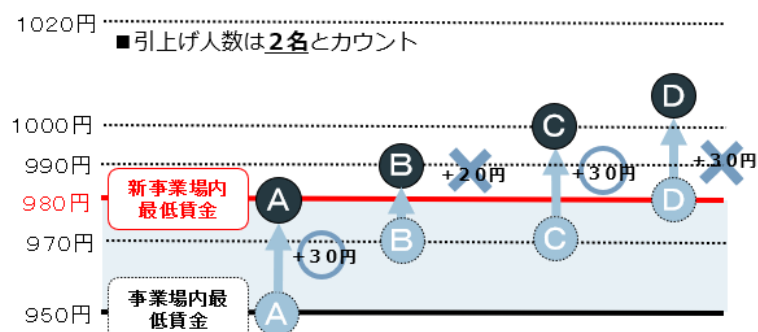 1020円
■引上げ人数は２名とカウント
D
1000円
C
990円
B
+20円
+30円
+30円
新事業場内
最低賃金
980円
A
D
970円
B
C
+30円
事業場内最
低賃金
950円
A